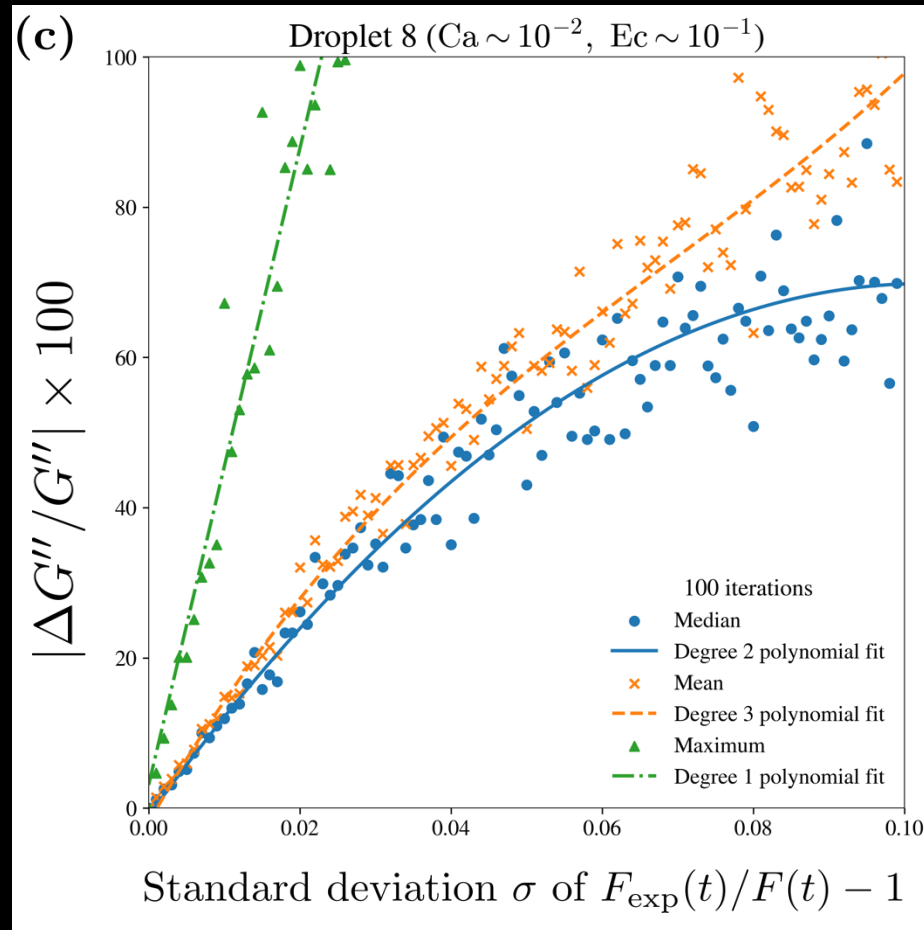 (c)
Droplet 8 (Ca ∼ 10⁻², Ec ∼ 10⁻¹)
100
80
60
40
20
0
|ΔG''/G''| × 100
100 iterations
Median
Degree 2 polynomial fit
Mean
Degree 3 polynomial fit
Maximum
Degree 1 polynomial fit
0.00 0.02 0.04 0.06 0.08 0.10
Standard deviation σ of F_exp(t)/F(t) − 1